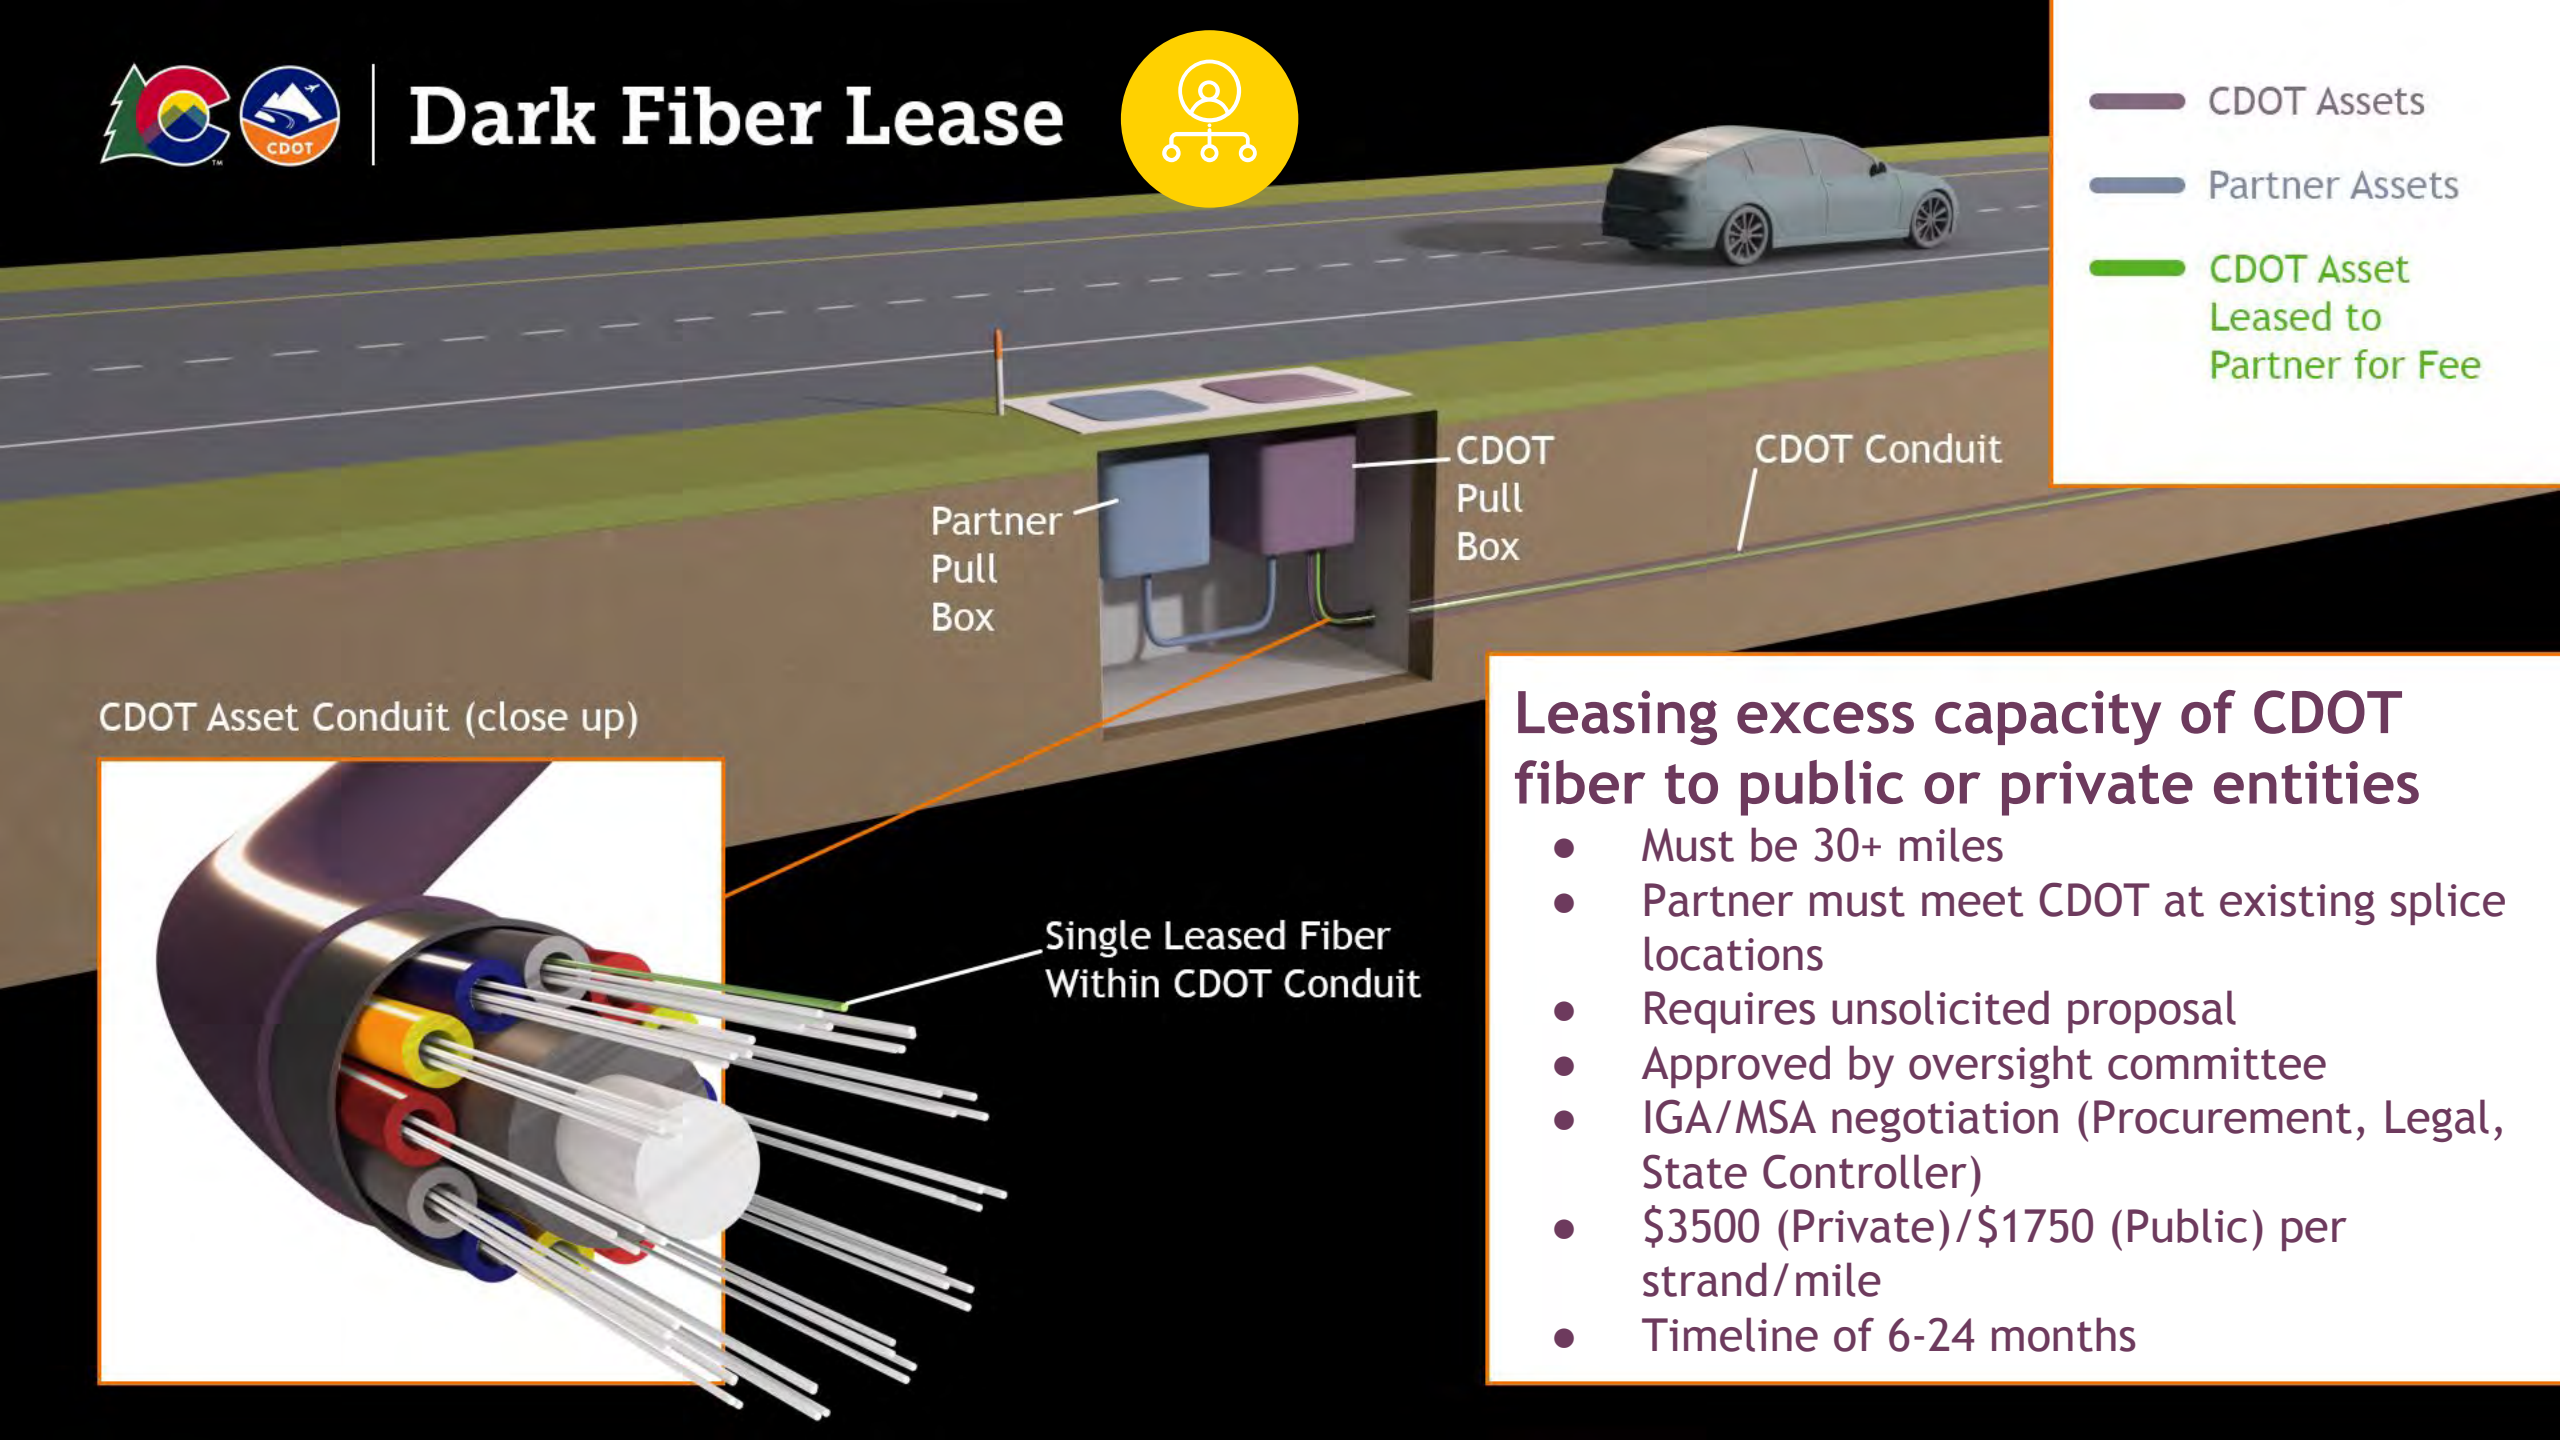 CDOT
TM
Dark Fiber Lease
CDOT Assets
Partner Assets
CDOT Asset
Leased to
Partner for Fee
Partner
Pull
Box
CDOT
Pull
Box
CDOT Conduit
CDOT Asset Conduit (close up)
Single Leased Fiber
Within CDOT Conduit
Leasing excess capacity of CDOT
fiber to public or private entities
● Must be 30+ miles
● Partner must meet CDOT at existing splice
locations
● Requires unsolicited proposal
● Approved by oversight committee
● IGA/MSA negotiation (Procurement, Legal,
State Controller)
● $3500 (Private)/$1750 (Public) per
strand/mile
● Timeline of 6-24 months